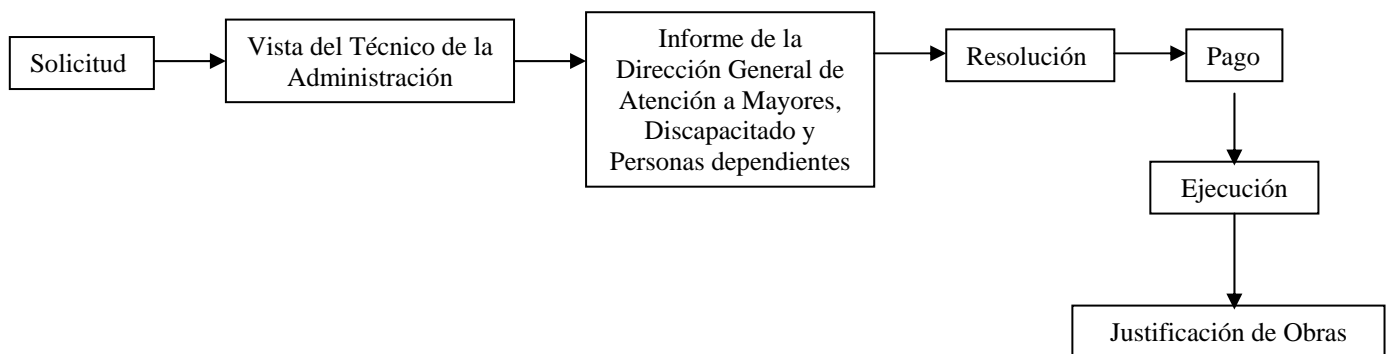 Solicitud
Vista del Técnico de la
Administración
Informe de la
Dirección General de
Atención a Mayores,
Discapacitado y
Personas dependientes
Resolución
Pago
Ejecución
Justificación de Obras